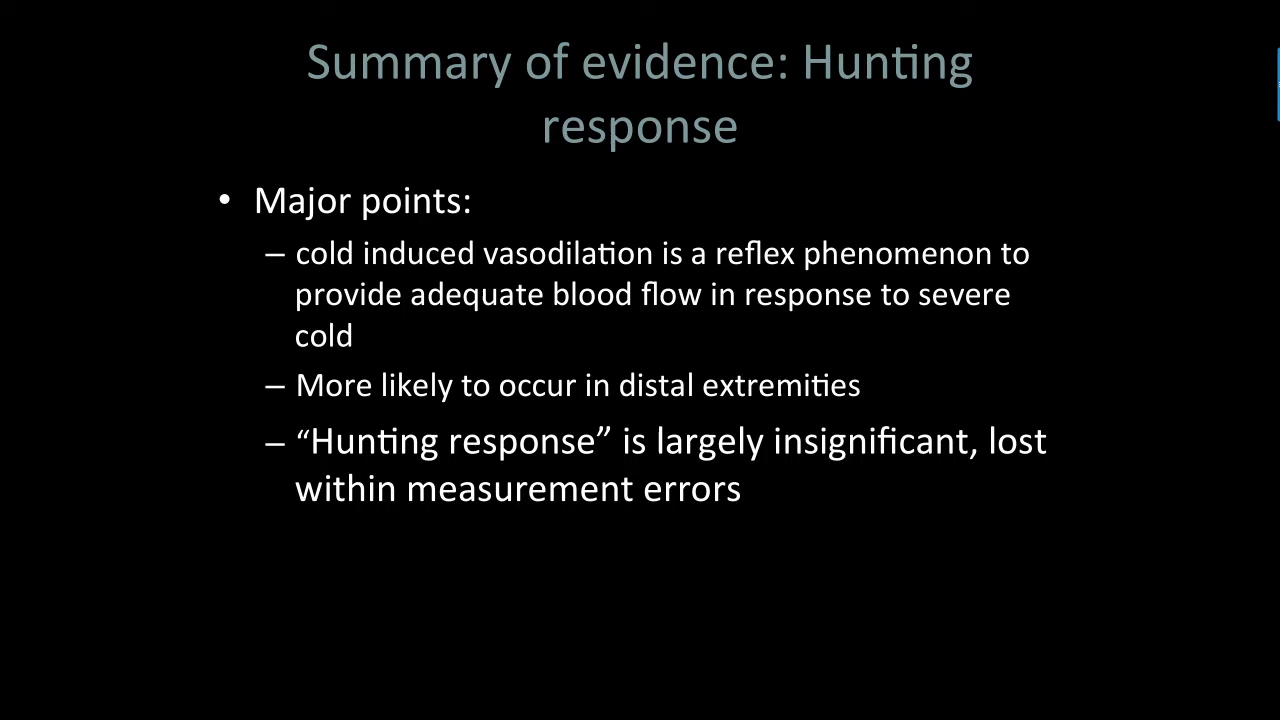 Summary of evidence: Hunting
response
• Major points:
– cold induced vasodilation is a reflex phenomenon to
provide adequate blood flow in response to severe
cold
– More likely to occur in distal extremities
– “Hunting response” is largely insignificant, lost
within measurement errors